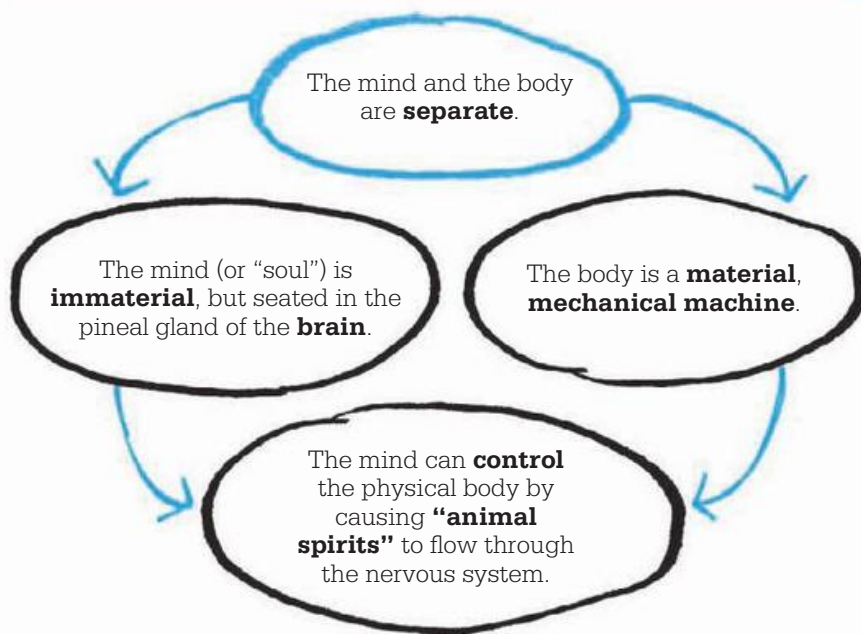 The mind and the body
are separate.
The mind (or “soul”) is
immaterial, but seated in the
pineal gland of the brain.
The body is a material,
mechanical machine.
The mind can control
the physical body by
causing “animal
spirits” to flow through
the nervous system.